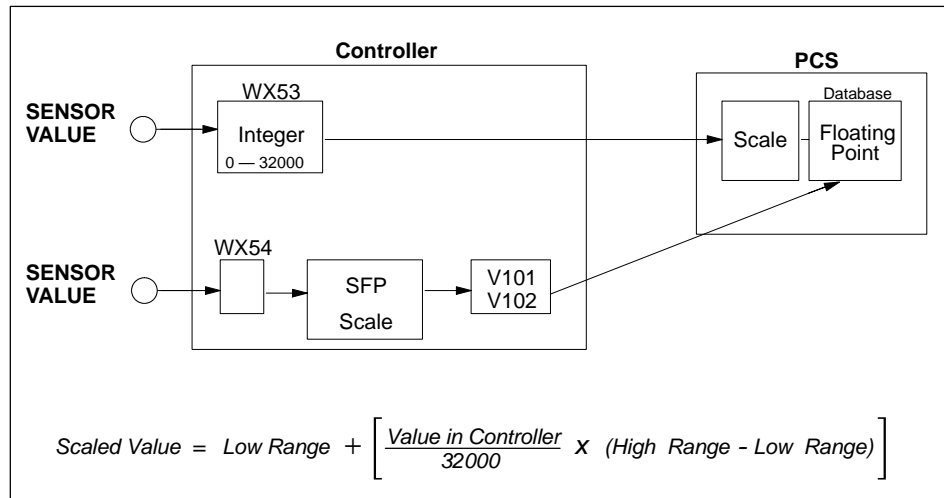 Controller
PCS
SENSOR
VALUE
WX53
Integer
0 — 32000
Scale
Database
Floating
Point
SENSOR
VALUE
WX54
SFP
Scale
V101
V102
Scaled Value = Low Range + [ Value in Controller / 32000 x (High Range - Low Range) ]